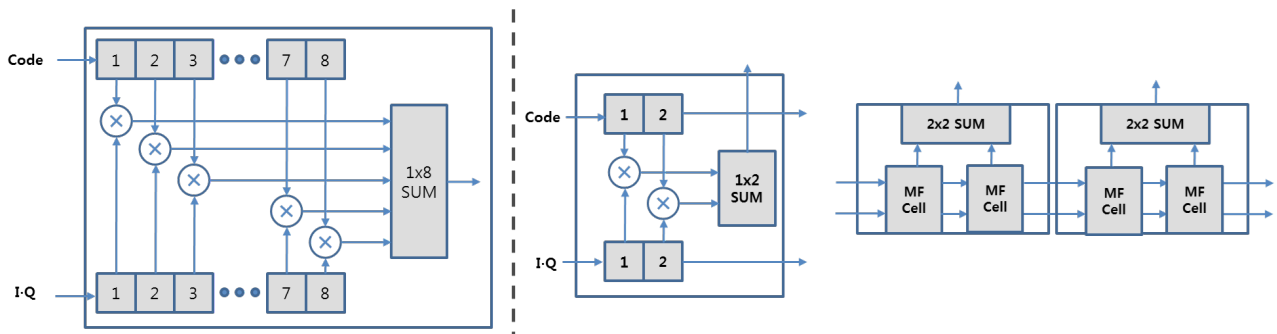 Code
1 2 3 7 8
1x8
SUM
I·Q
1 2 3 7 8
Code
1 2
1x2
SUM
I·Q
1 2
2x2 SUM
MF
Cell
MF
Cell
2x2 SUM
MF
Cell
MF
Cell